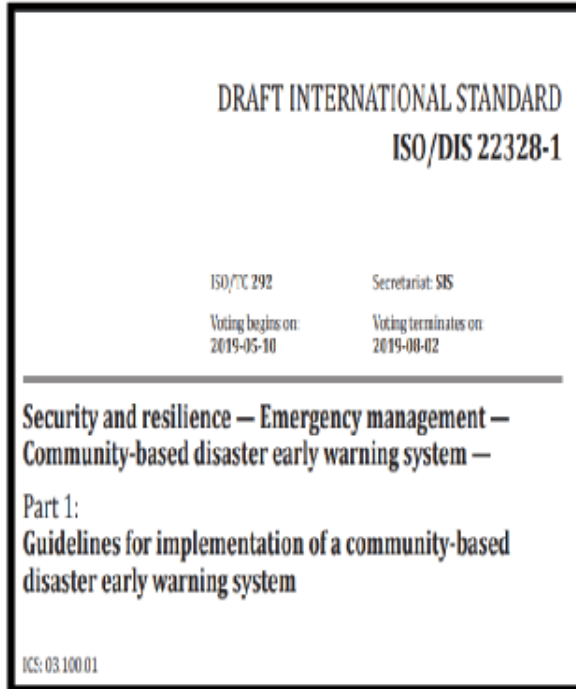 DRAFT INTERNATIONAL STANDARD
ISO/DIS 22328-1
ISO/TC 292
Secretariat: SIS
Voting begins on:
2019-05-10
Voting terminates on:
2019-08-02
Security and resilience — Emergency management —
Community-based disaster early warning system —
Part 1:
Guidelines for implementation of a community-based
disaster early warning system
ICS: 03.100.01